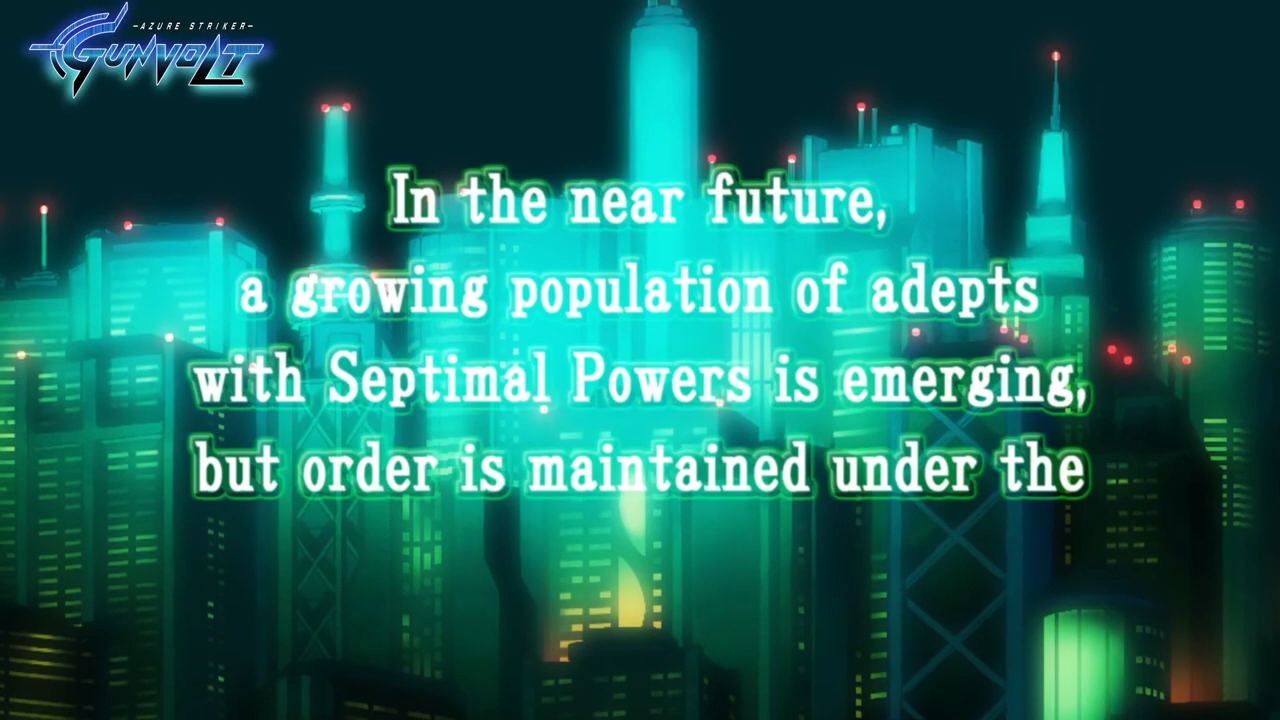 -AZURE STRIKER-
GUNVOLT
In the near future,
a growing population of adepts
with Septimal Powers is emerging,
but order is maintained under the